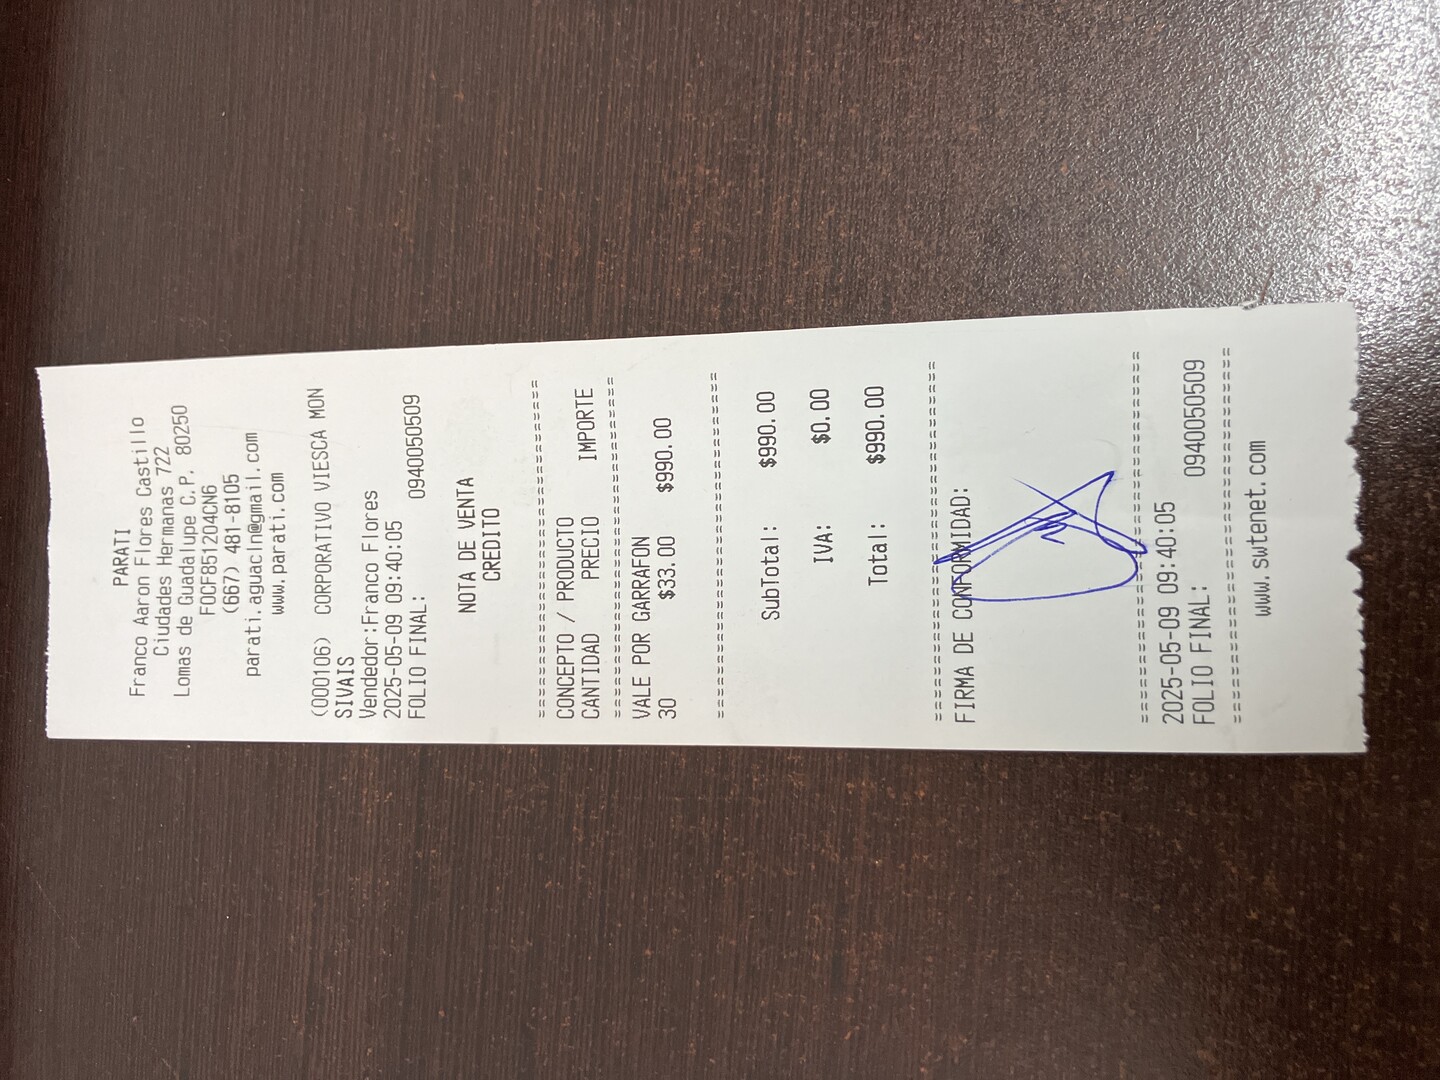 PARATI
Franco Aaron Flores Castillo
Ciudades Hermanas 722
Lomas de Guadalupe C.P. 80250
FOCF851204CN6
(667) 481-8105
parati.aguacln@gmail.com
www.parati.com
(000106) CORPORATIVO VIESCA MON
SIVAIS
Vendedor:Franco Flores
2025-05-09 09:40:05
FOLIO FINAL: 0940050509
NOTA DE VENTA
CREDITO
================================
CONCEPTO / PRODUCTO
CANTIDAD PRECIO IMPORTE
================================
VALE POR GARRAFON
30 $33.00 $990.00
================================
SubTotal: $990.00
IVA: $0.00
Total: $990.00
================================
FIRMA DE CONFORMIDAD:
================================
2025-05-09 09:40:05
FOLIO FINAL: 0940050509
================================
www.swtenet.com